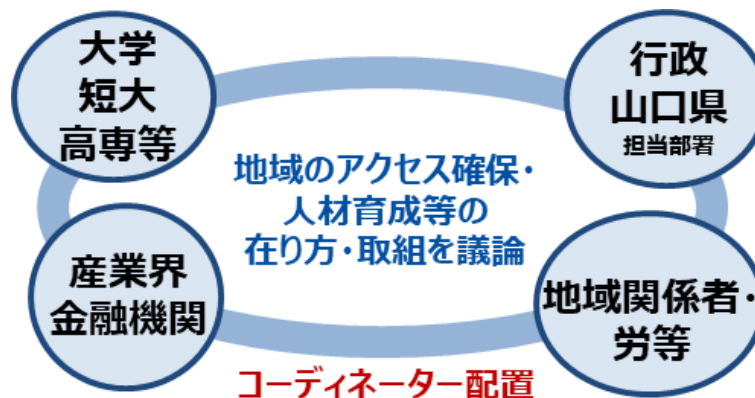 大学
短大
高専等
行政
山口県
担当部署
地域のアクセス確保・
人材育成等の
在り方・取組を議論
産業界
金融機関
地域関係者・
労等
コーディネーター配置